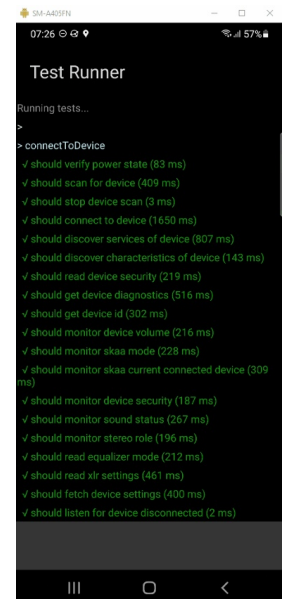 SM-A405FN
07:26 57%
Test Runner
Running tests...
>
> connectToDevice
√ should verify power state (83 ms)
√ should scan for device (409 ms)
√ should stop device scan (3 ms)
√ should connect to device (1650 ms)
√ should discover services of device (807 ms)
√ should discover characteristics of device (143 ms)
√ should read device security (219 ms)
√ should get device diagnostics (516 ms)
√ should get device id (302 ms)
√ should monitor device volume (216 ms)
√ should monitor skaa mode (228 ms)
√ should monitor skaa current connected device (309
ms)
√ should monitor device security (187 ms)
√ should monitor sound status (267 ms)
√ should monitor stereo role (196 ms)
√ should read equalizer mode (212 ms)
√ should read xlr settings (461 ms)
√ should fetch device settings (400 ms)
√ should listen for device disconnected (2 ms)